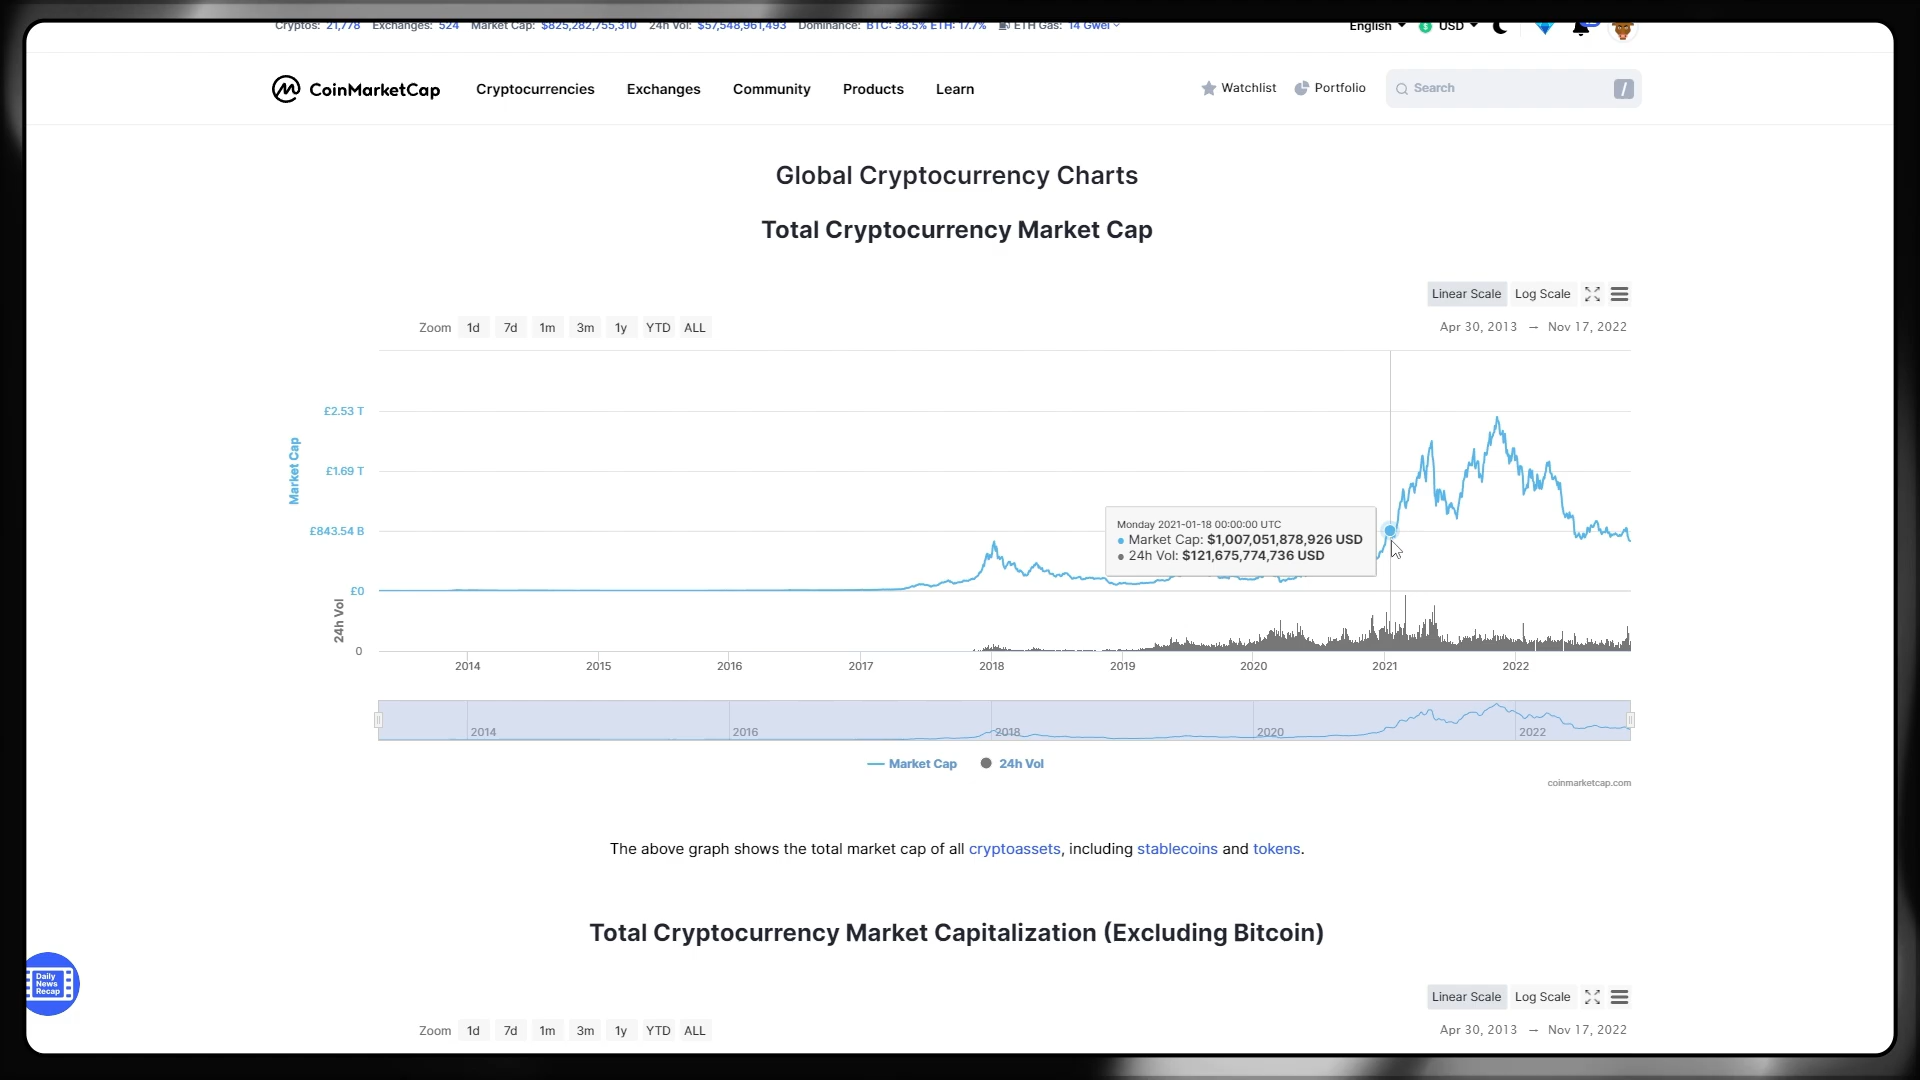 Cryptos: 21,778 Exchanges: 524 Market Cap: $825,282,755,310 24h Vol: $57,548,961,493 Dominance: BTC: 38.5% ETH: 17.7% ETH Gas: 14 Gwei English USD
CoinMarketCap Cryptocurrencies Exchanges Community Products Learn Watchlist Portfolio Search /
Global Cryptocurrency Charts
Total Cryptocurrency Market Cap
Linear Scale Log Scale
Zoom 1d 7d 1m 3m 1y YTD ALL Apr 30, 2013 → Nov 17, 2022
£2.53 T
£1.69 T
£843.54 B
£0
0
Market Cap
24h Vol
Monday 2021-01-18 00:00:00 UTC
Market Cap: $1,007,051,878,926 USD
24h Vol: $121,675,774,736 USD
2014 2015 2016 2017 2018 2019 2020 2021 2022
2014 2016 2018 2020 2022
Market Cap 24h Vol
coinmarketcap.com
The above graph shows the total market cap of all cryptoassets, including stablecoins and tokens.
Total Cryptocurrency Market Capitalization (Excluding Bitcoin)
Daily
News
Recap
Linear Scale Log Scale
Zoom 1d 7d 1m 3m 1y YTD ALL Apr 30, 2013 → Nov 17, 2022